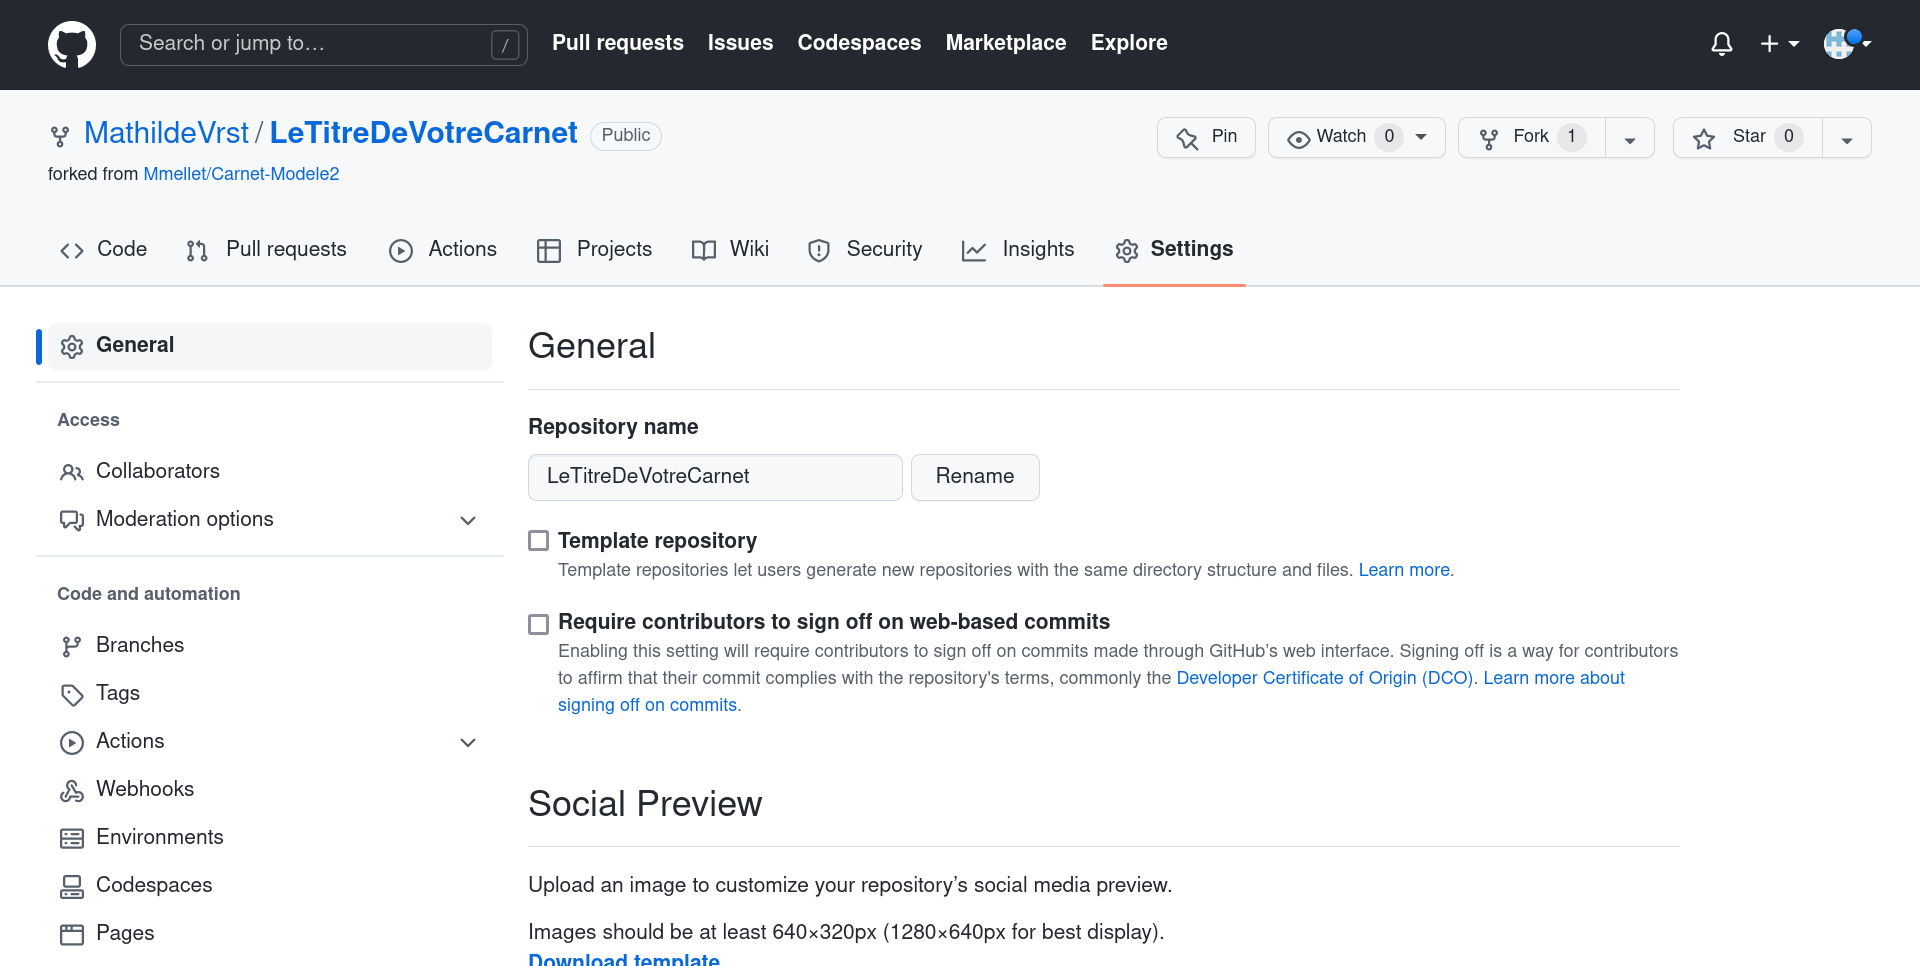 Search or jump to… /
Pull requests Issues Codespaces Marketplace Explore
MathildeVrst / LeTitreDeVotreCarnet Public
forked from Mmellet/Carnet-Modele2
Pin Watch 0 Fork 1 Star 0
Code Pull requests Actions Projects Wiki Security Insights Settings
General
Access
Collaborators
Moderation options
Code and automation
Branches
Tags
Actions
Webhooks
Environments
Codespaces
Pages
General
Repository name
LeTitreDeVotreCarnet Rename
Template repository
Template repositories let users generate new repositories with the same directory structure and files. Learn more.
Require contributors to sign off on web-based commits
Enabling this setting will require contributors to sign off on commits made through GitHub’s web interface. Signing off is a way for contributors
to affirm that their commit complies with the repository's terms, commonly the Developer Certificate of Origin (DCO). Learn more about
signing off on commits.
Social Preview
Upload an image to customize your repository’s social media preview.
Images should be at least 640×320px (1280×640px for best display).
Download template